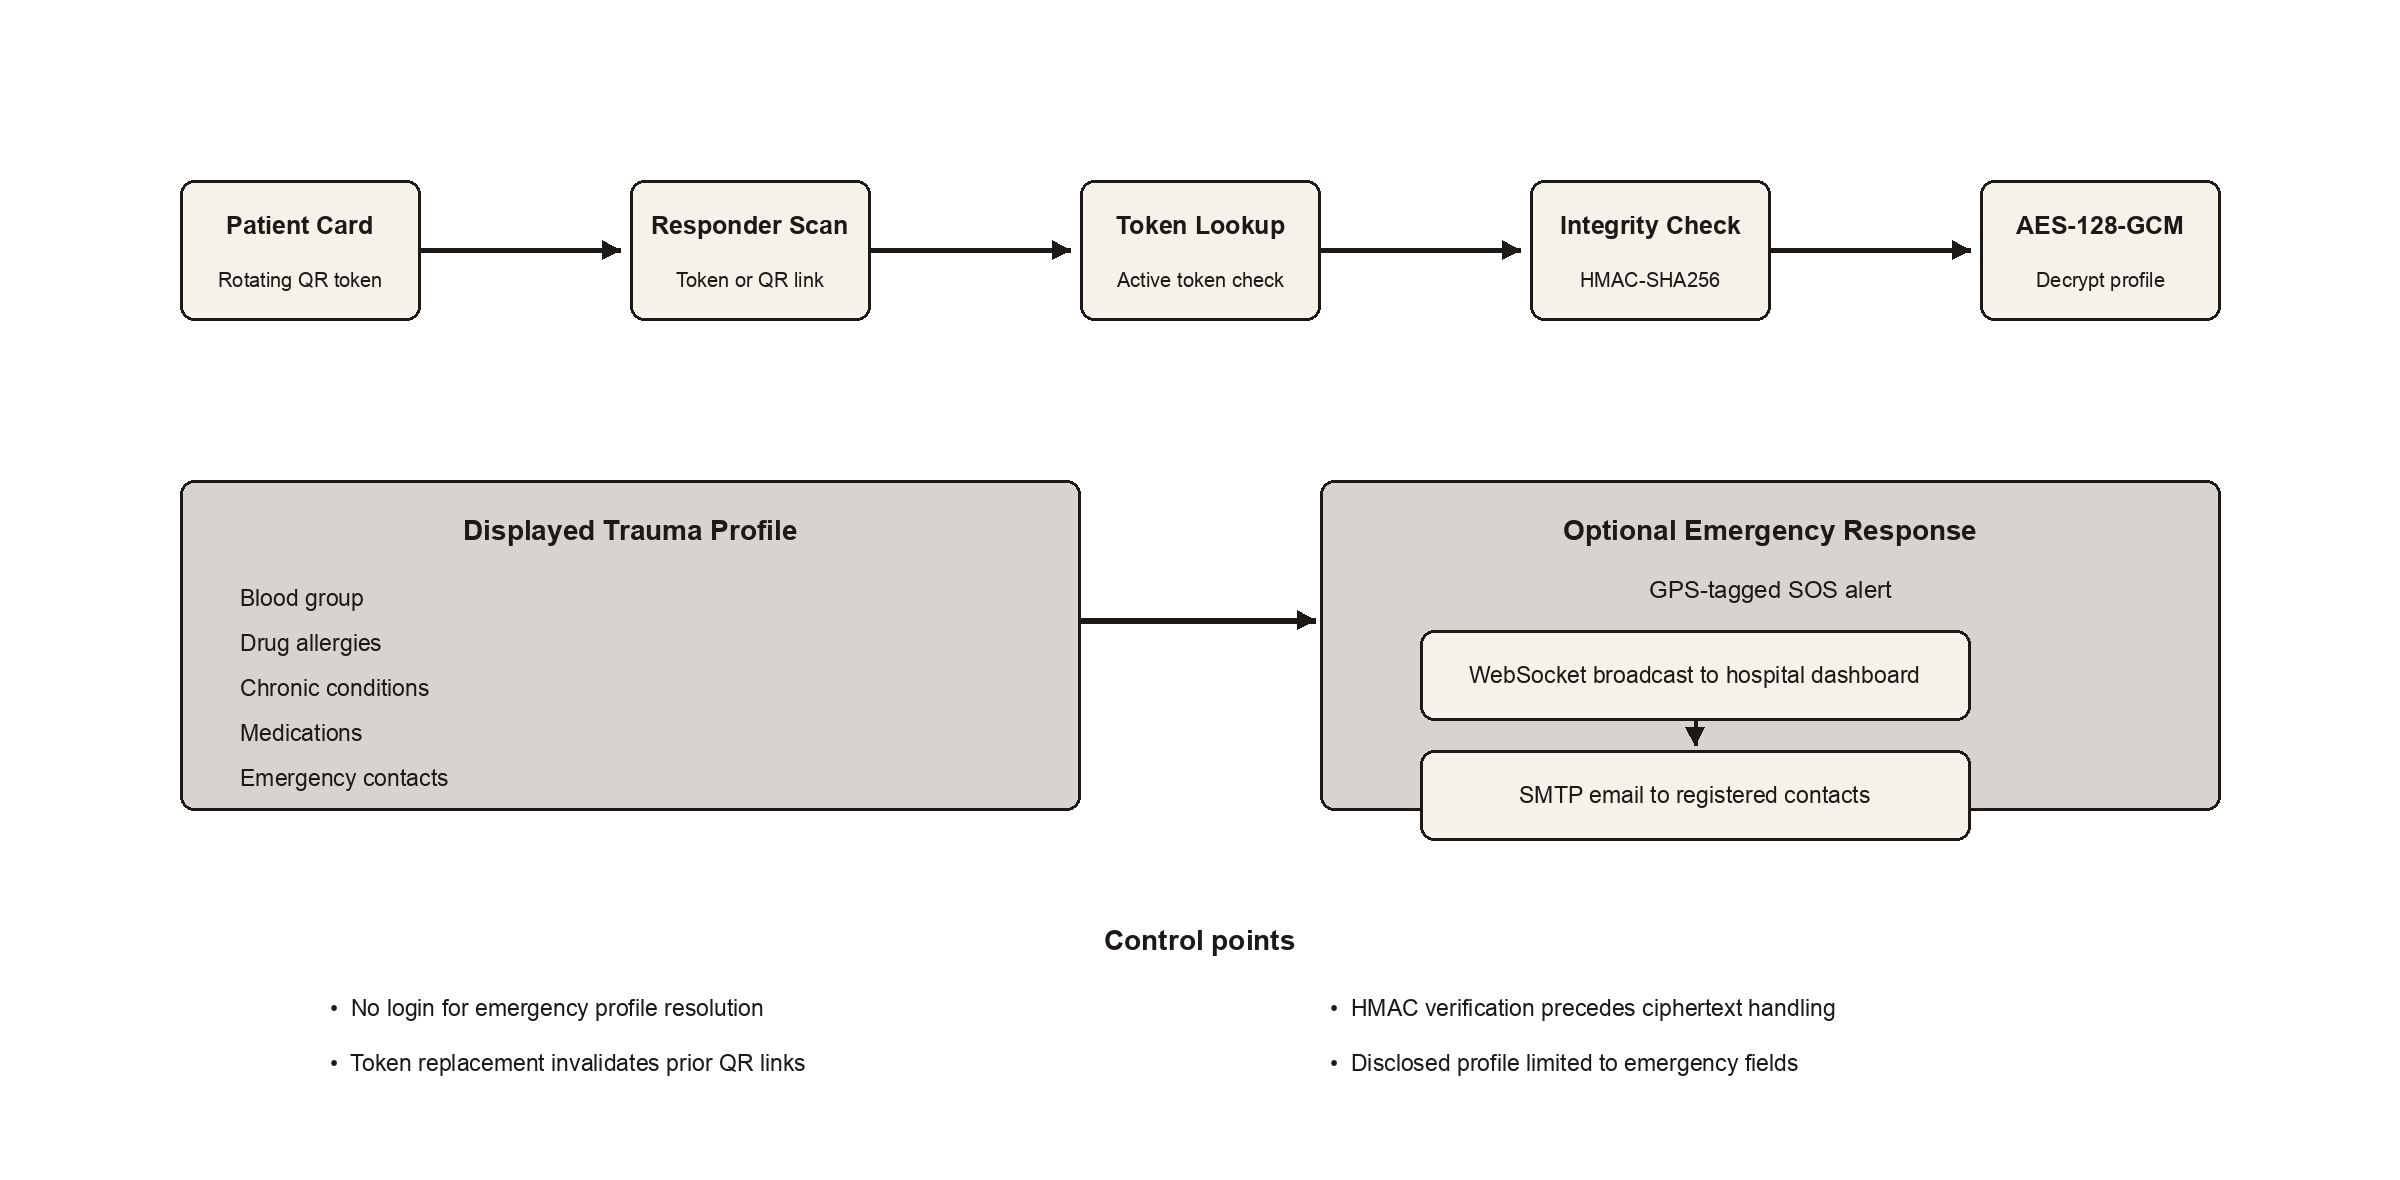 Patient Card
Rotating QR token
Responder Scan
Token or QR link
Token Lookup
Active token check
Integrity Check
HMAC-SHA256
AES-128-GCM
Decrypt profile
Displayed Trauma Profile
Blood group
Drug allergies
Chronic conditions
Medications
Emergency contacts
Optional Emergency Response
GPS-tagged SOS alert
WebSocket broadcast to hospital dashboard
SMTP email to registered contacts
Control points
• No login for emergency profile resolution
• Token replacement invalidates prior QR links
• HMAC verification precedes ciphertext handling
• Disclosed profile limited to emergency fields